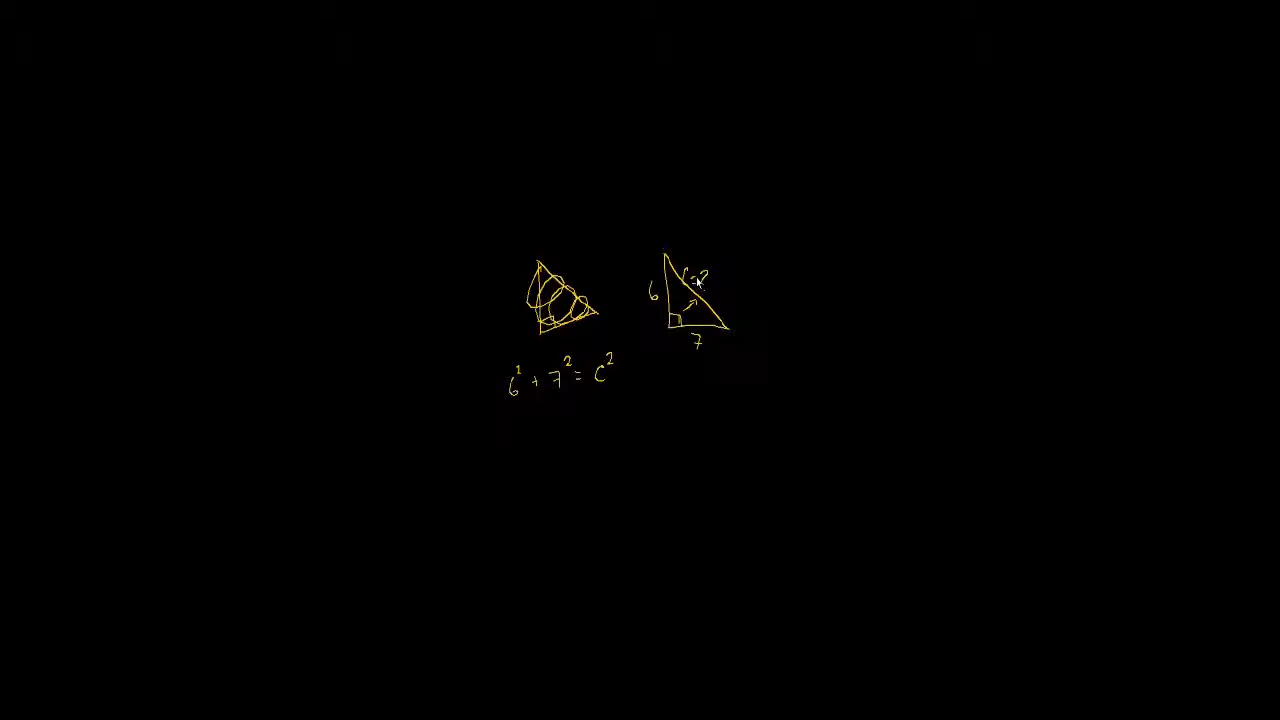 c=?
6
7
6² + 7² = c²